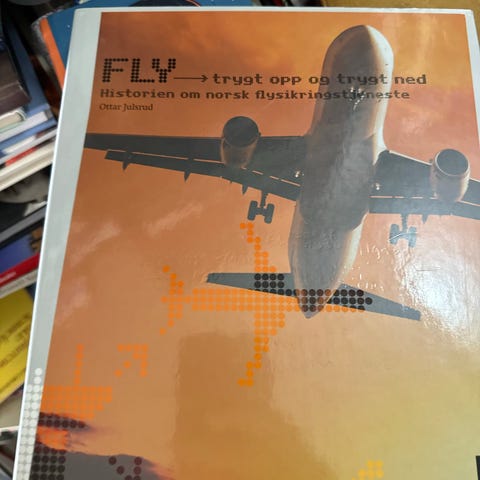 FLY → trygt opp og trygt ned
Historien om norsk flysikringstjeneste
Ottar Julsrud